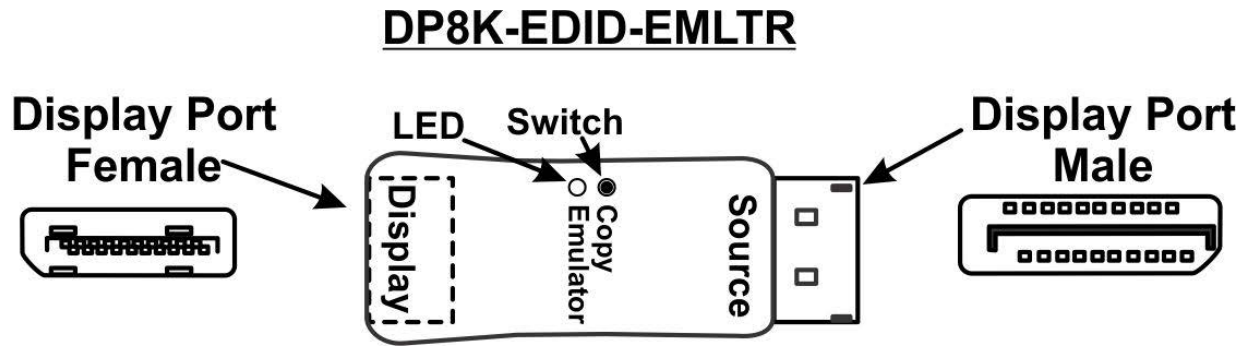 DP8K-EDID-EMLTR
Display Port
Female
LED
Switch
Display Port
Male
Display
Emulator
Copy
Source